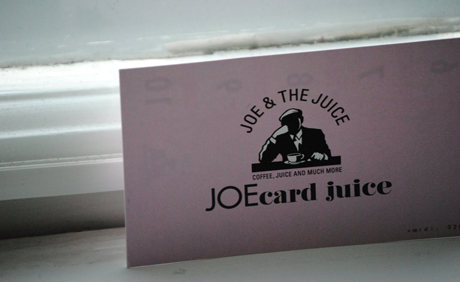 JOE & THE JUICE
COFFEE, JUICE AND MUCH MORE
JOEcard juice